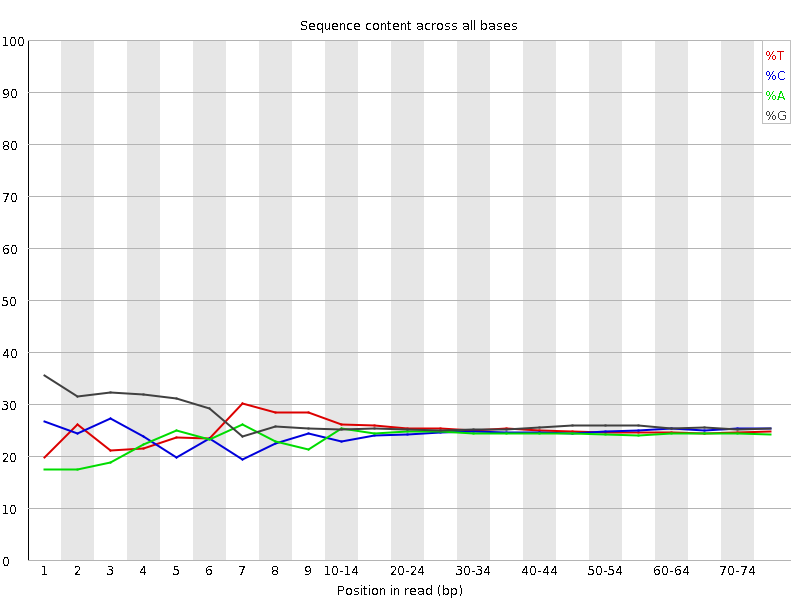 Sequence content across all bases
100
90
80
70
60
50
40
30
20
10
0
%T
%C
%A
%G
1 2 3 4 5 6 7 8 9 10-14 20-24 30-34 40-44 50-54 60-64 70-74
Position in read (bp)